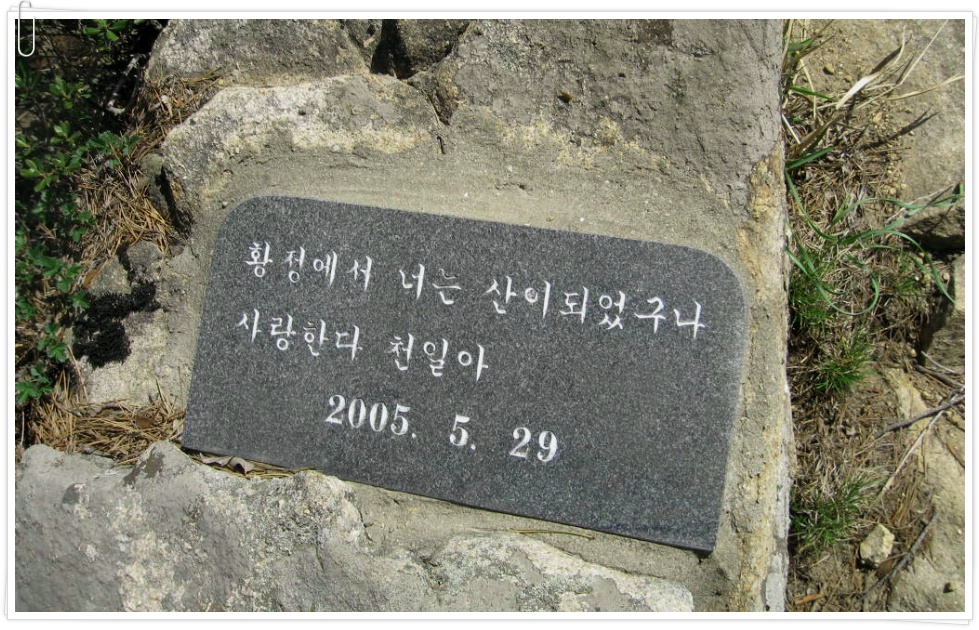 황정에서 너는 산이되었구나
사랑한다 천일아
2005. 5. 29